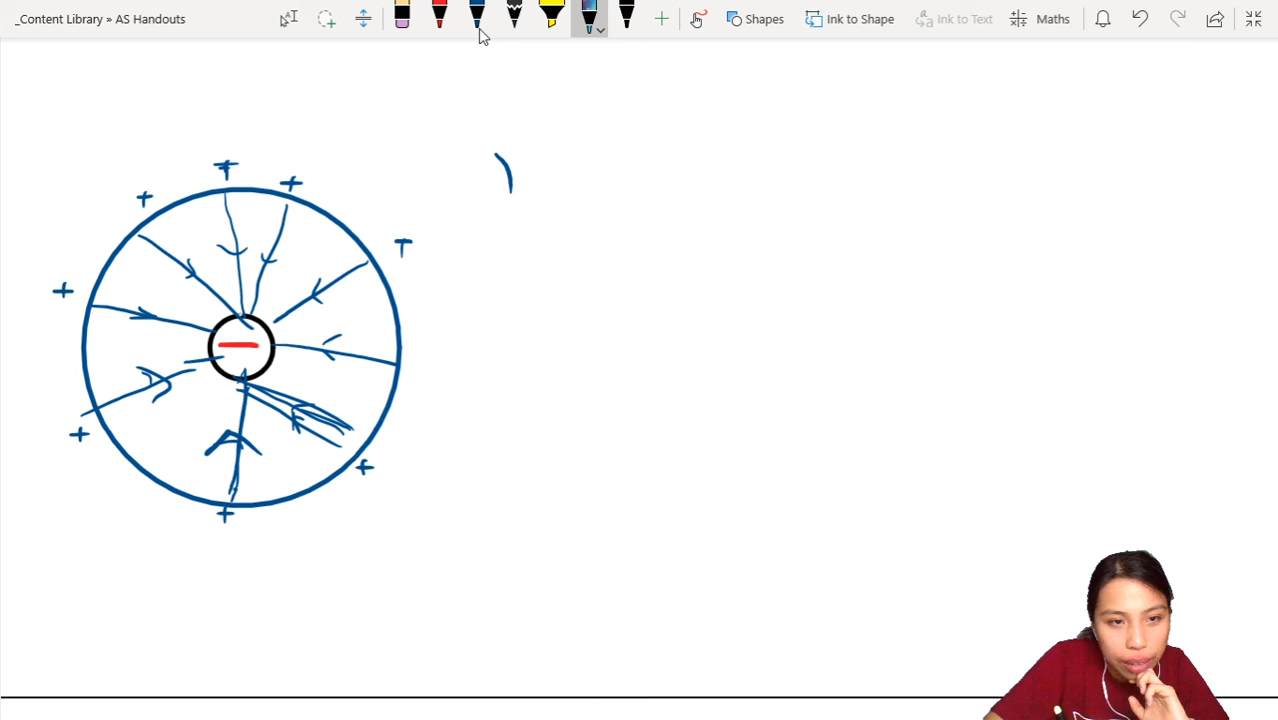 _Content Library » AS Handouts
Shapes
Ink to Shape
Ink to Text
Maths
+
+
+
+
+
+
+
+